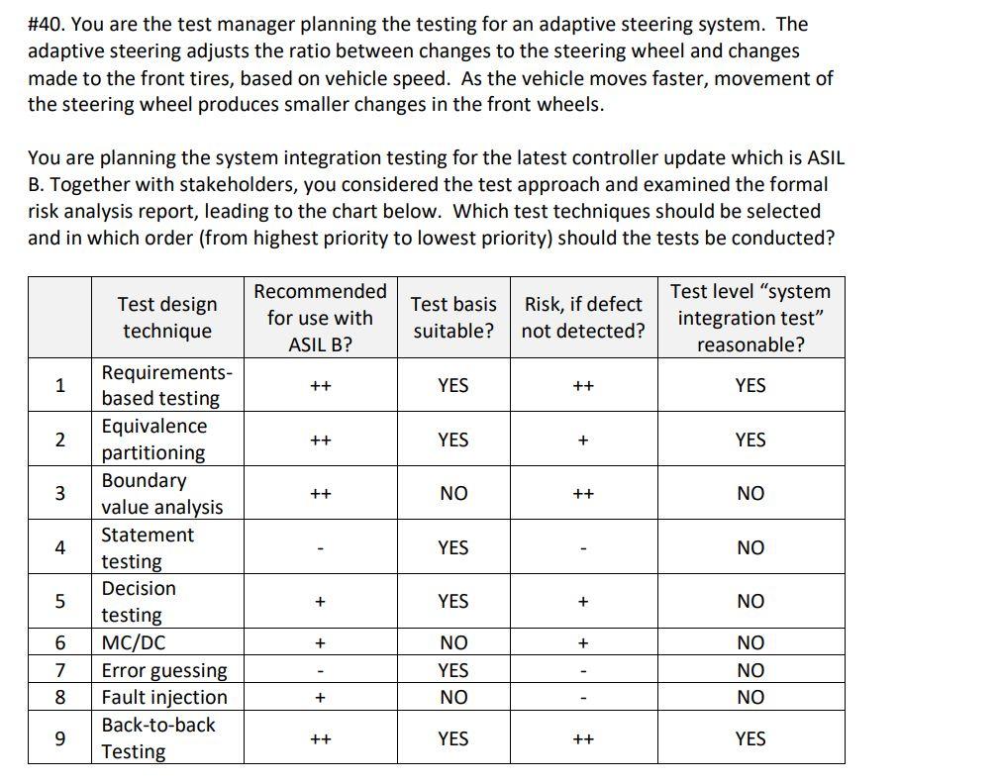 #40. You are the test manager planning the testing for an adaptive steering system.  The
adaptive steering adjusts the ratio between changes to the steering wheel and changes
made to the front tires, based on vehicle speed.  As the vehicle moves faster, movement of
the steering wheel produces smaller changes in the front wheels.
You are planning the system integration testing for the latest controller update which is ASIL
B. Together with stakeholders, you considered the test approach and examined the formal
risk analysis report, leading to the chart below.  Which test techniques should be selected
and in which order (from highest priority to lowest priority) should the tests be conducted?
Test design
technique
Recommended
for use with
ASIL B?
Test basis
suitable?
Risk, if defect
not detected?
Test level “system
integration test”
reasonable?
1
Requirements-
based testing
++
YES
++
YES
2
Equivalence
partitioning
++
YES
+
YES
3
Boundary
value analysis
++
NO
++
NO
4
Statement
testing
-
YES
-
NO
5
Decision
testing
+
YES
+
NO
6
MC/DC
+
NO
+
NO
7
Error guessing
-
YES
-
NO
8
Fault injection
+
NO
-
NO
9
Back-to-back
Testing
++
YES
++
YES